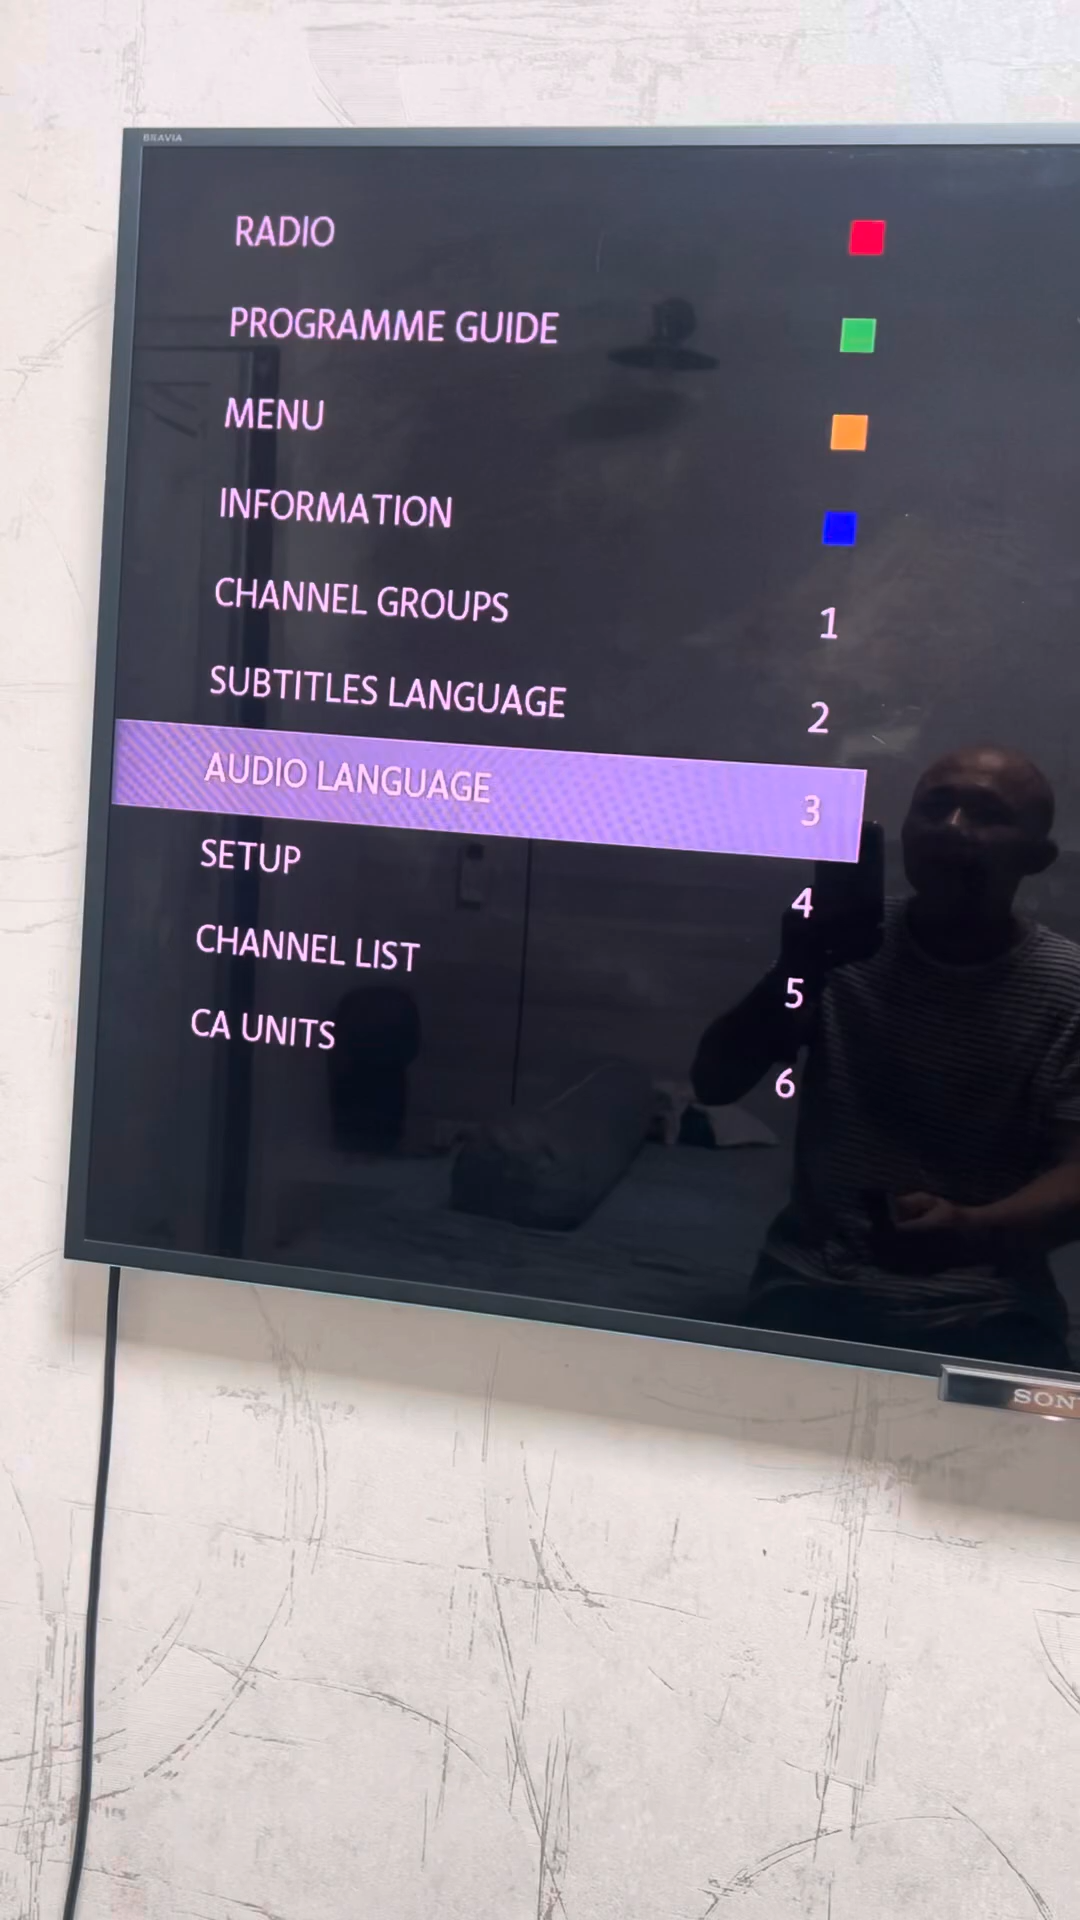 BRAVIA
RADIO
PROGRAMME GUIDE
MENU
INFORMATION
CHANNEL GROUPS 1
SUBTITLES LANGUAGE 2
AUDIO LANGUAGE 3
SETUP 4
CHANNEL LIST 5
CA UNITS 6
SON